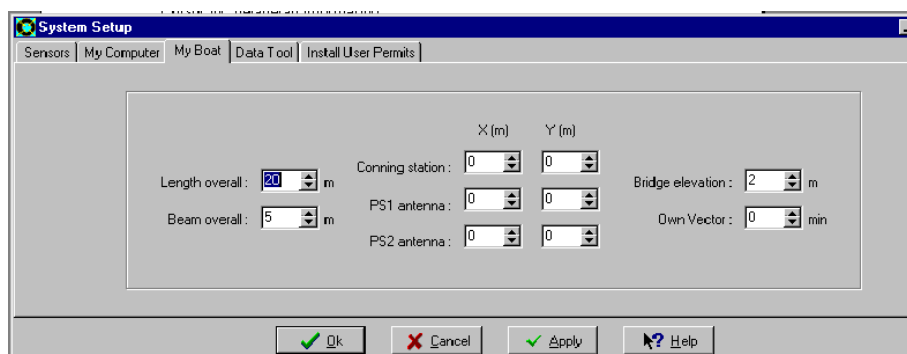 System Setup
Sensors My Computer My Boat Data Tool Install User Permits
X (m) Y (m)
Conning station : 0 0
Length overall : 20 m
Bridge elevation : 2 m
PS1 antenna : 0 0
Beam overall : 5 m
Own Vector : 0 min
PS2 antenna : 0 0
Ok Cancel Apply Help